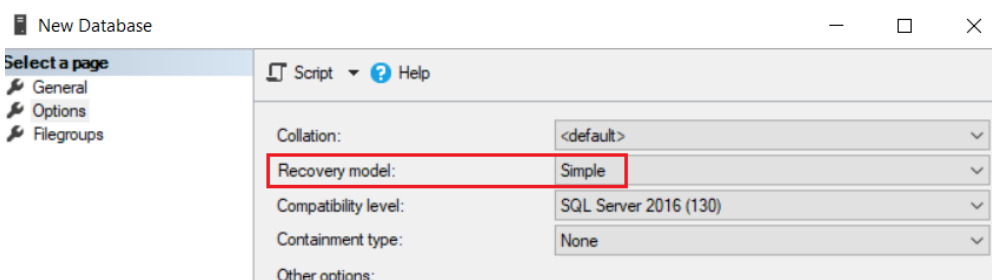 New Database
Select a page
General
Options
Filegroups
Script
Help
Collation: <default>
Recovery model: Simple
Compatibility level: SQL Server 2016 (130)
Containment type: None
Other options: